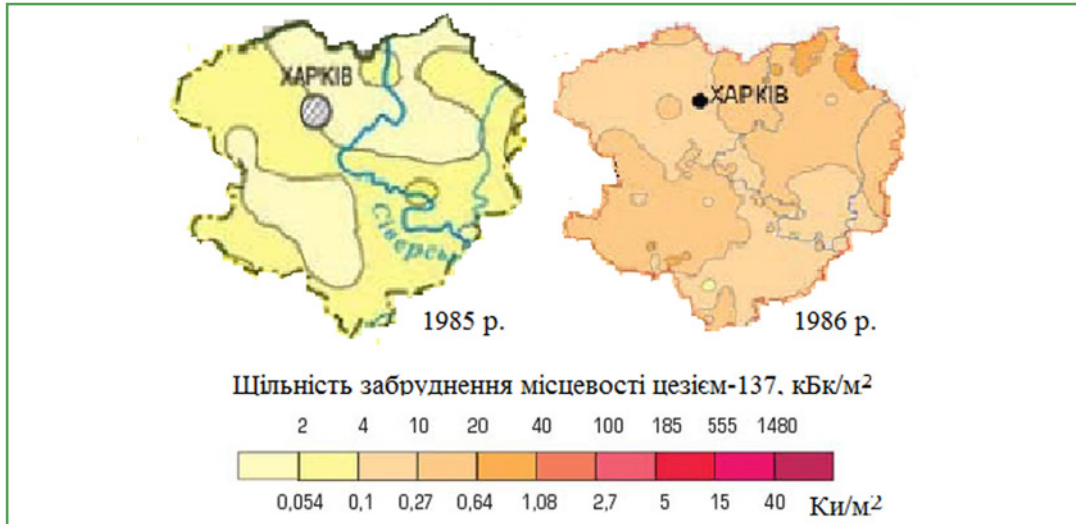 ХАРКІВ
ХАРКІВ
Сіверськ
1985 р.
1986 р.
Щільність забруднення місцевості цезієм-137, кБк/м²
2 4 10 20 40 100 185 555 1480
0,054 0,1 0,27 0,64 1,08 2,7 5 15 40 Ки/м²